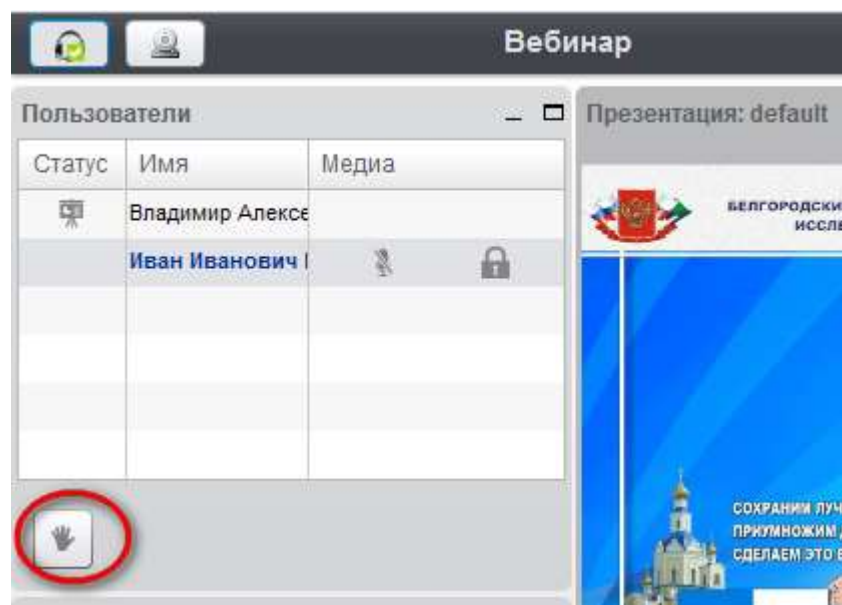 Вебинар
Пользователи
Презентация: default
Статус Имя Медиа
Владимир Алексе
Иван Иванович
БЕЛГОРОДСКИ
ИССЛЕ
СОХРАНИМ ЛУЧ
ПРИУМНОЖИМ
СДЕЛАЕМ ЭТО В